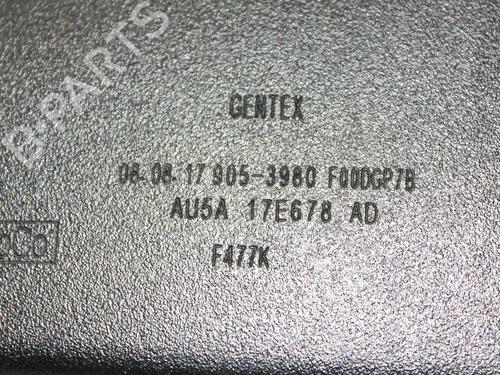 B-PARTS
GENTEX
08.08.17 905-3980 F00DGP7B
AU5A 17E678 AD
F477K